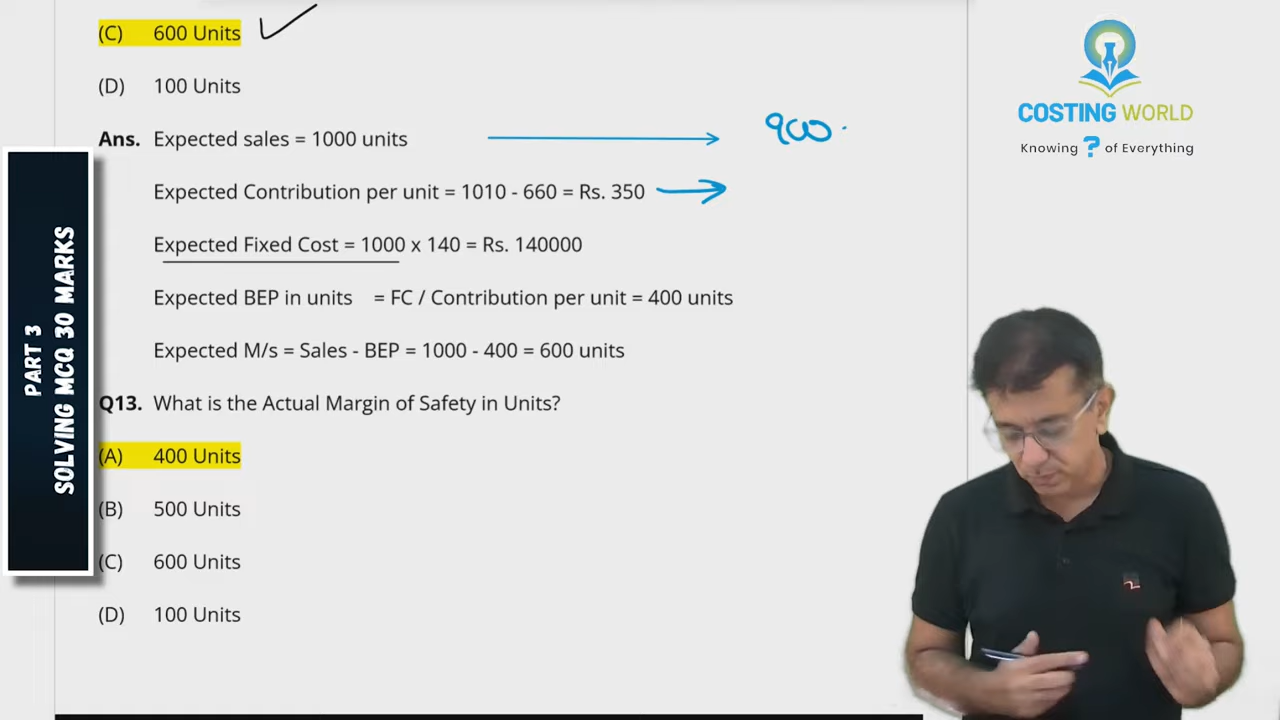 (C) 600 Units
(D) 100 Units
Ans. Expected sales = 1000 units
900
Expected Contribution per unit = 1010 - 660 = Rs. 350
Expected Fixed Cost = 1000 x 140 = Rs. 140000
Expected BEP in units = FC / Contribution per unit = 400 units
Expected M/s = Sales - BEP = 1000 - 400 = 600 units
Q13. What is the Actual Margin of Safety in Units?
(A) 400 Units
(B) 500 Units
(C) 600 Units
(D) 100 Units
PART 3
SOLVING MCQ 30 MARKS
COSTING WORLD
Knowing ? of Everything